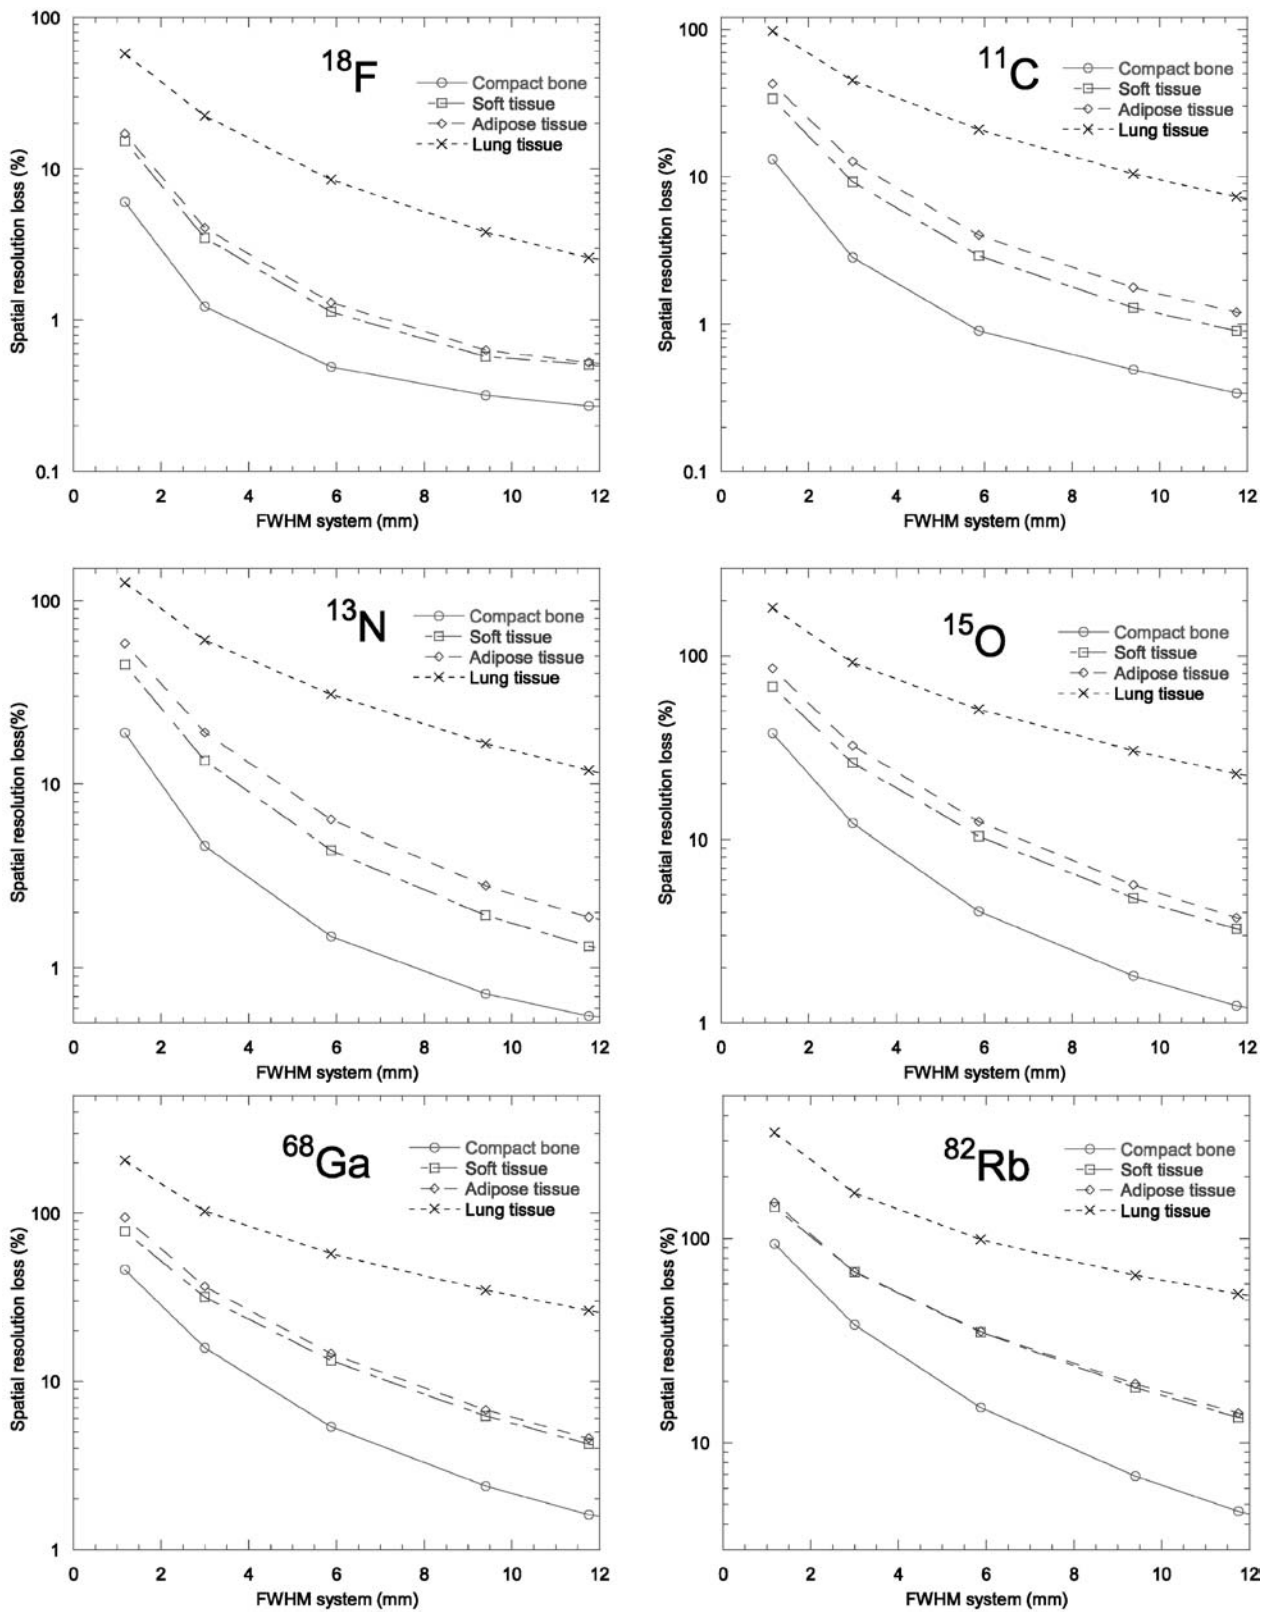 18F
Compact bone
Soft tissue
Adipose tissue
Lung tissue
Spatial resolution loss (%)
100
10
1
0.1
0 2 4 6 8 10 12
FWHM system (mm)
11C
Compact bone
Soft tissue
Adipose tissue
Lung tissue
Spatial resolution loss (%)
100
10
1
0.1
0 2 4 6 8 10 12
FWHM system (mm)
13N
Compact bone
Soft tissue
Adipose tissue
Lung tissue
Spatial resolution loss(%)
100
10
1
0 2 4 6 8 10 12
FWHM system (mm)
15O
Compact bone
Soft tissue
Adipose tissue
Lung tissue
Spatial resolution loss (%)
100
10
1
0 2 4 6 8 10 12
FWHM system (mm)
68Ga
Compact bone
Soft tissue
Adipose tissue
Lung tissue
Spatial resolution loss (%)
100
10
1
0 2 4 6 8 10 12
FWHM system (mm)
82Rb
Compact bone
Soft tissue
Adipose tissue
Lung tissue
Spatial resolution loss (%)
100
10
0 2 4 6 8 10 12
FWHM system (mm)